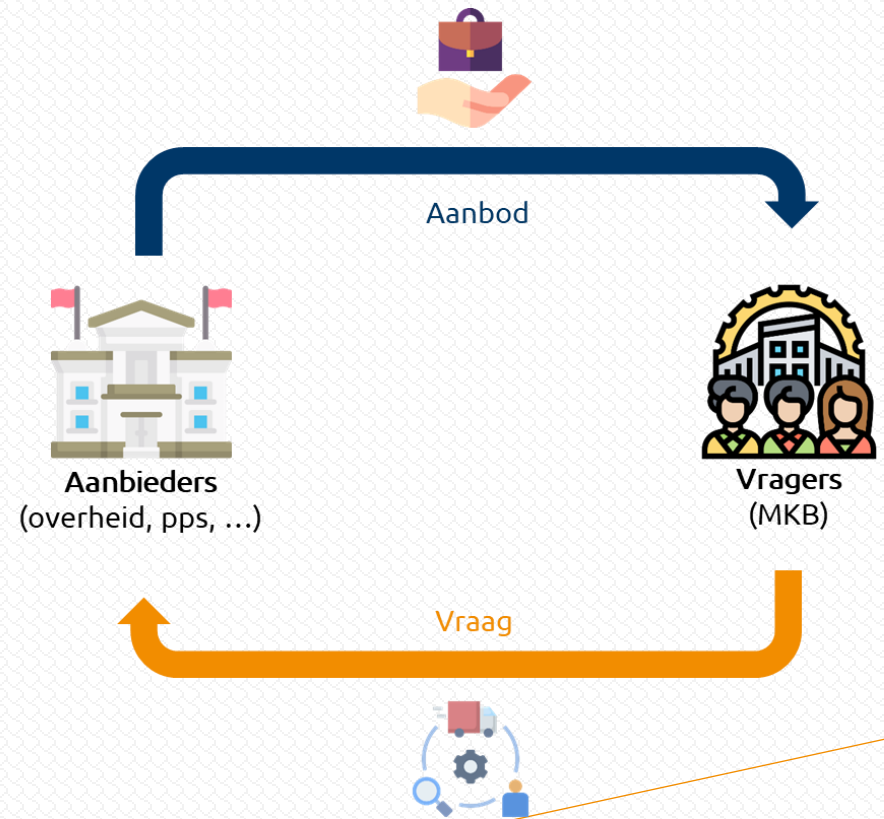 Aanbod
Aanbieders
(overheid, pps, …)
Vragers
(MKB)
Vraag